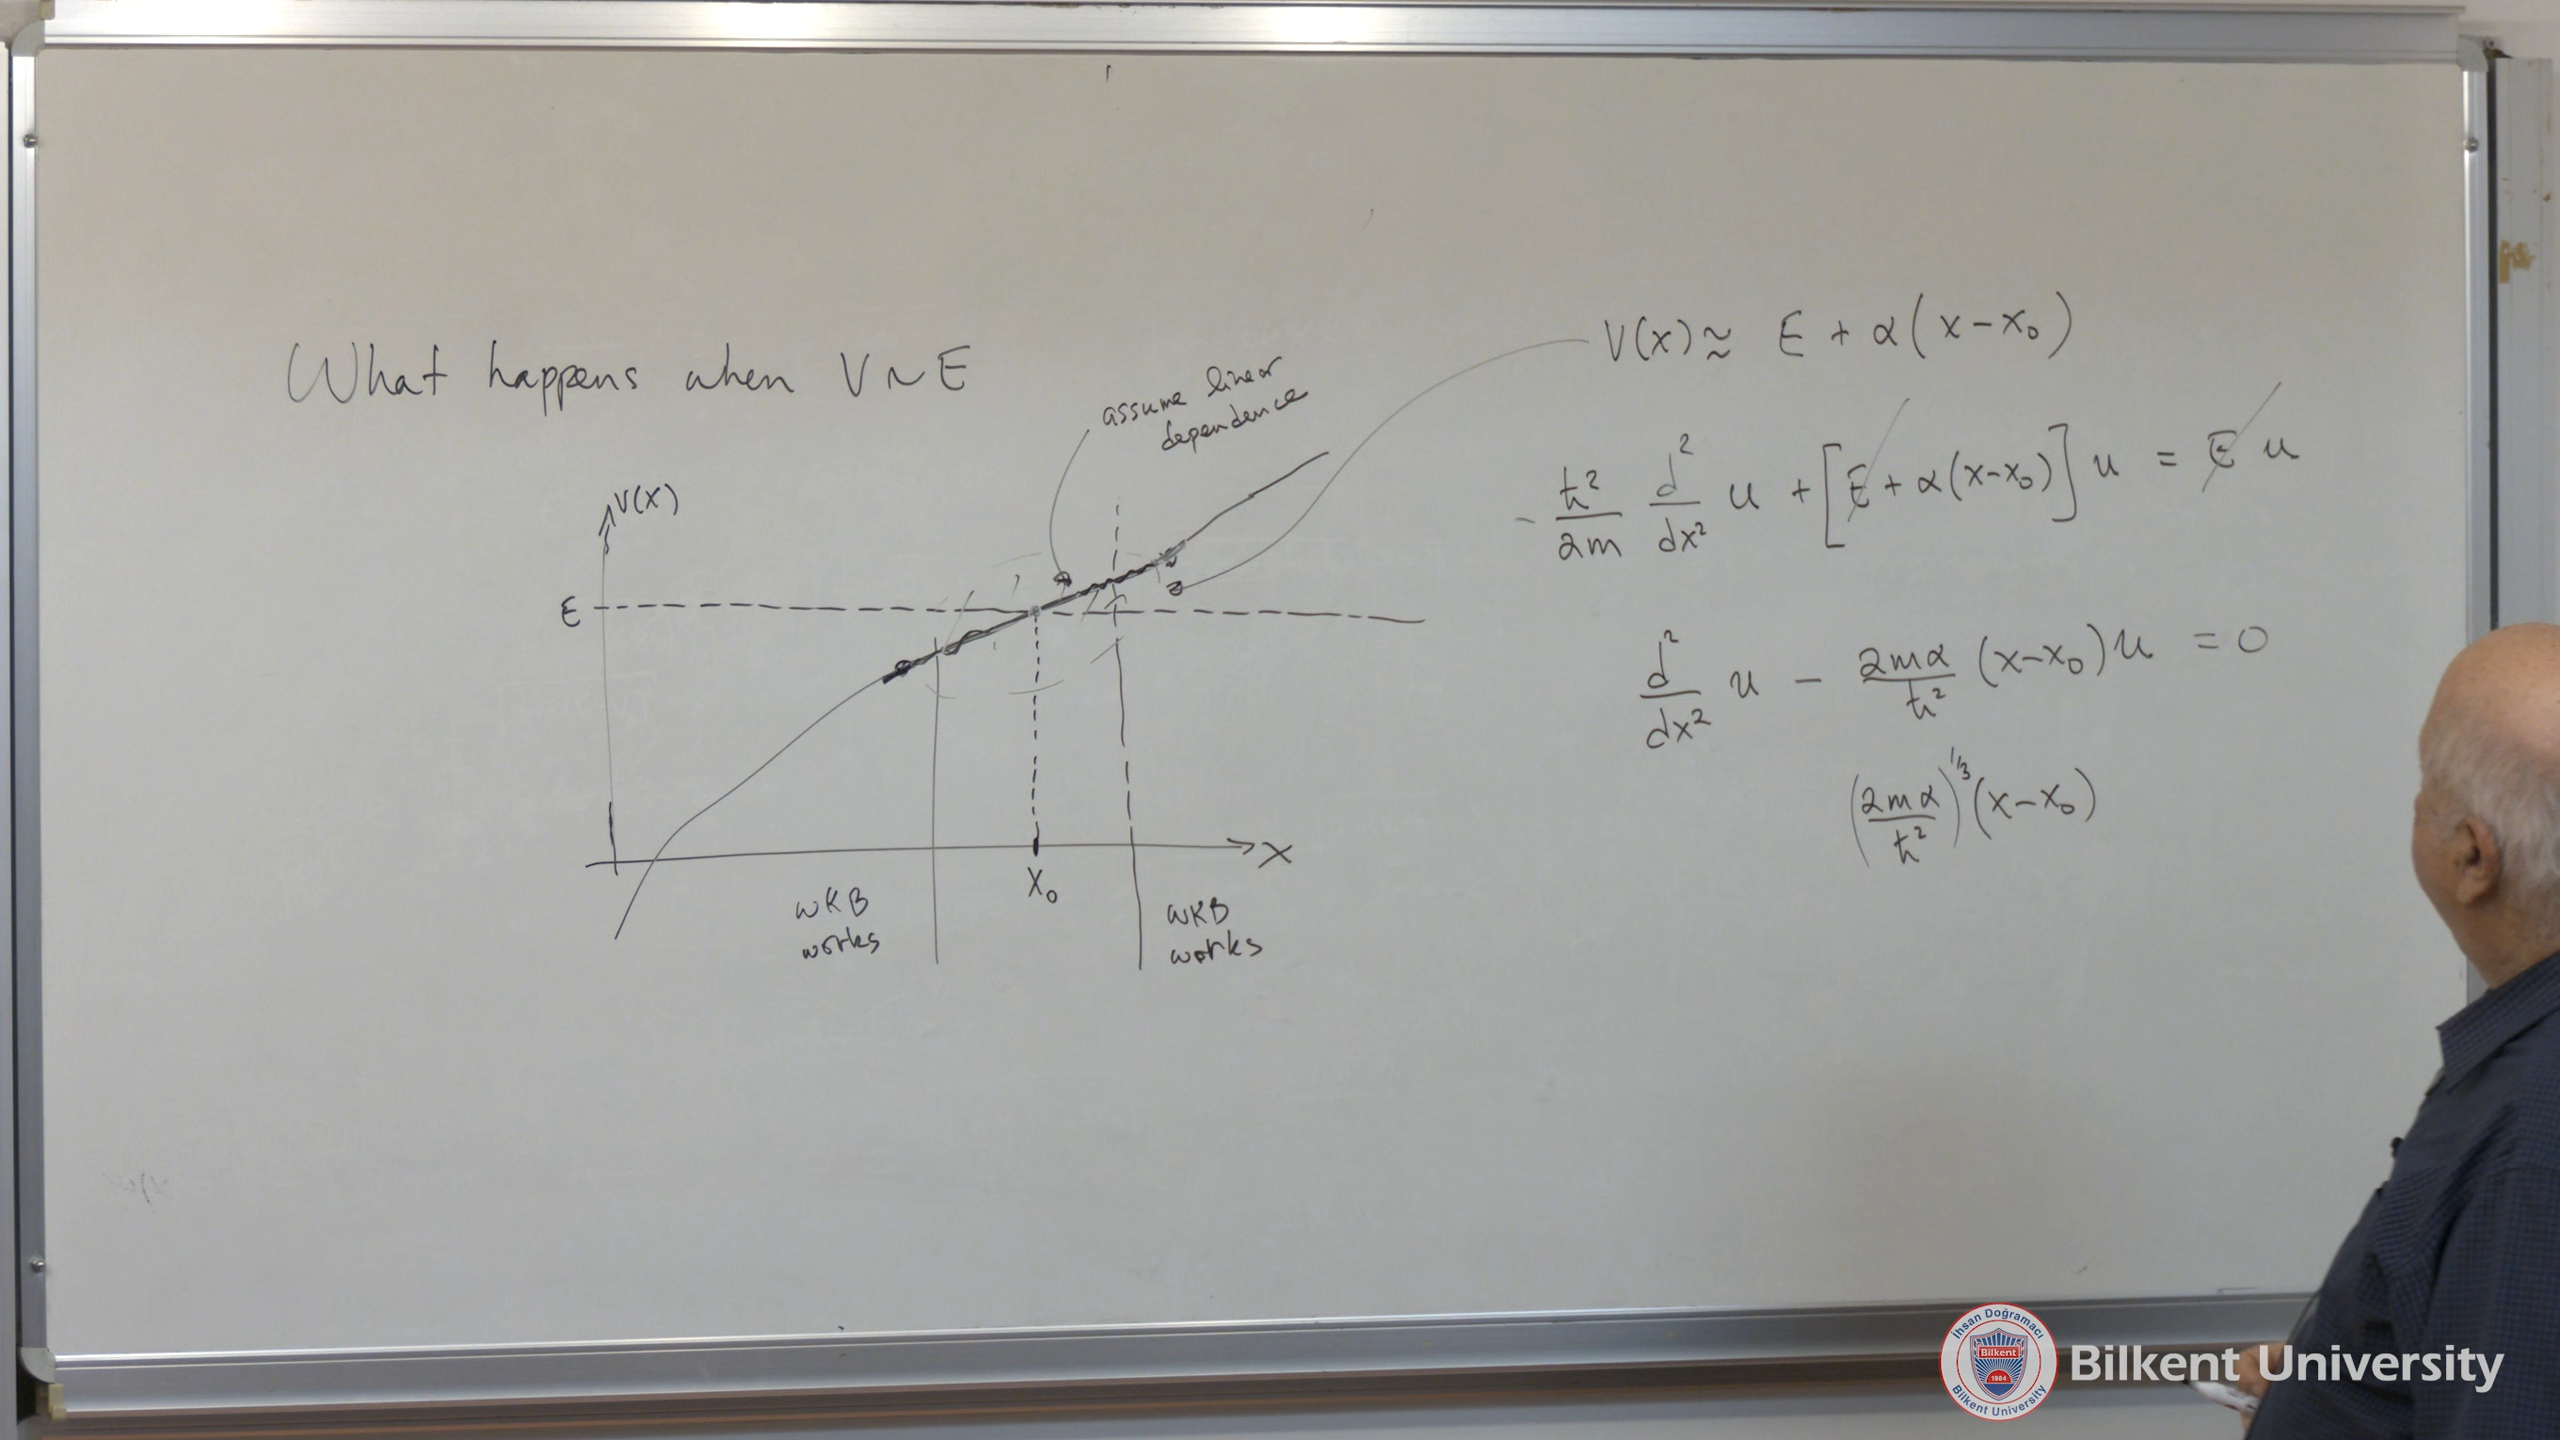 What happens when V~E
assume linear
dependence
V(x)
E
x
x₀
WKB
works
WKB
works
V(x) ≈ E + α(x-x₀)
- ħ²/2m d²/dx² u + [E + α(x-x₀)] u = E u
d²/dx² u - 2mα/ħ² (x-x₀) u = 0
(2mα/ħ²)^1/3 (x-x₀)
İhsan Doğramacı
Bilkent
1984
Bilkent University
Bilkent University